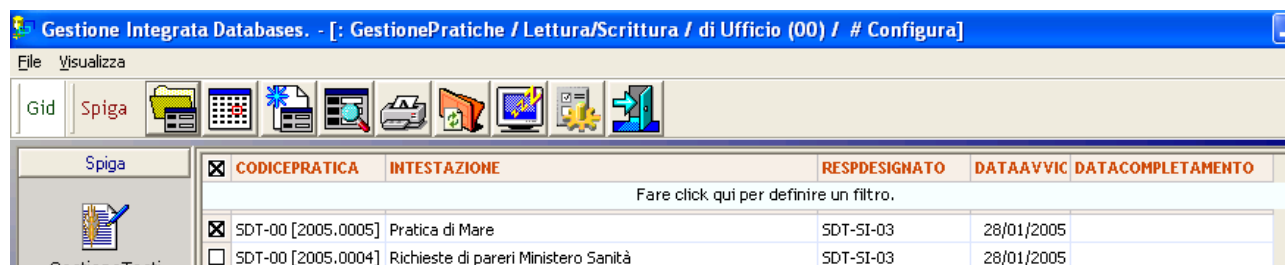 Gestione Integrata Databases. - [: GestionePratiche / Lettura/Scrittura / di Ufficio (00) / # Configura]
File Visualizza
Gid Spiga
Spiga CODICEPRATICA INTESTAZIONE RESPDESIGNATO DATAAVVIC DATACOMPLETAMENTO
Fare click qui per definire un filtro.
SDT-00 [2005.0005] Pratica di Mare SDT-SI-03 28/01/2005
SDT-00 [2005.0004] Richieste di pareri Ministero Sanità SDT-SI-03 28/01/2005